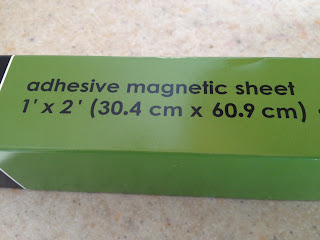 adhesive magnetic sheet
1' x 2' (30.4 cm x 60.9 cm)